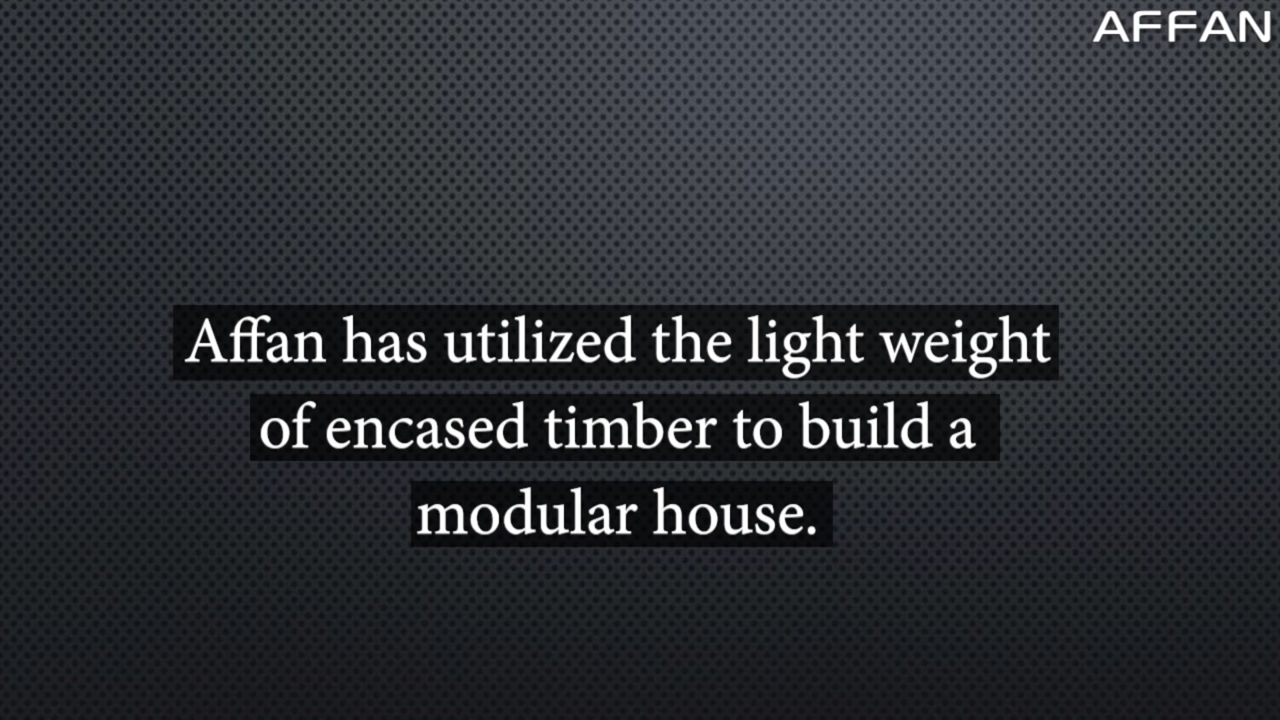 AFFAN
Affan has utilized the light weight
of encased timber to build a
modular house.